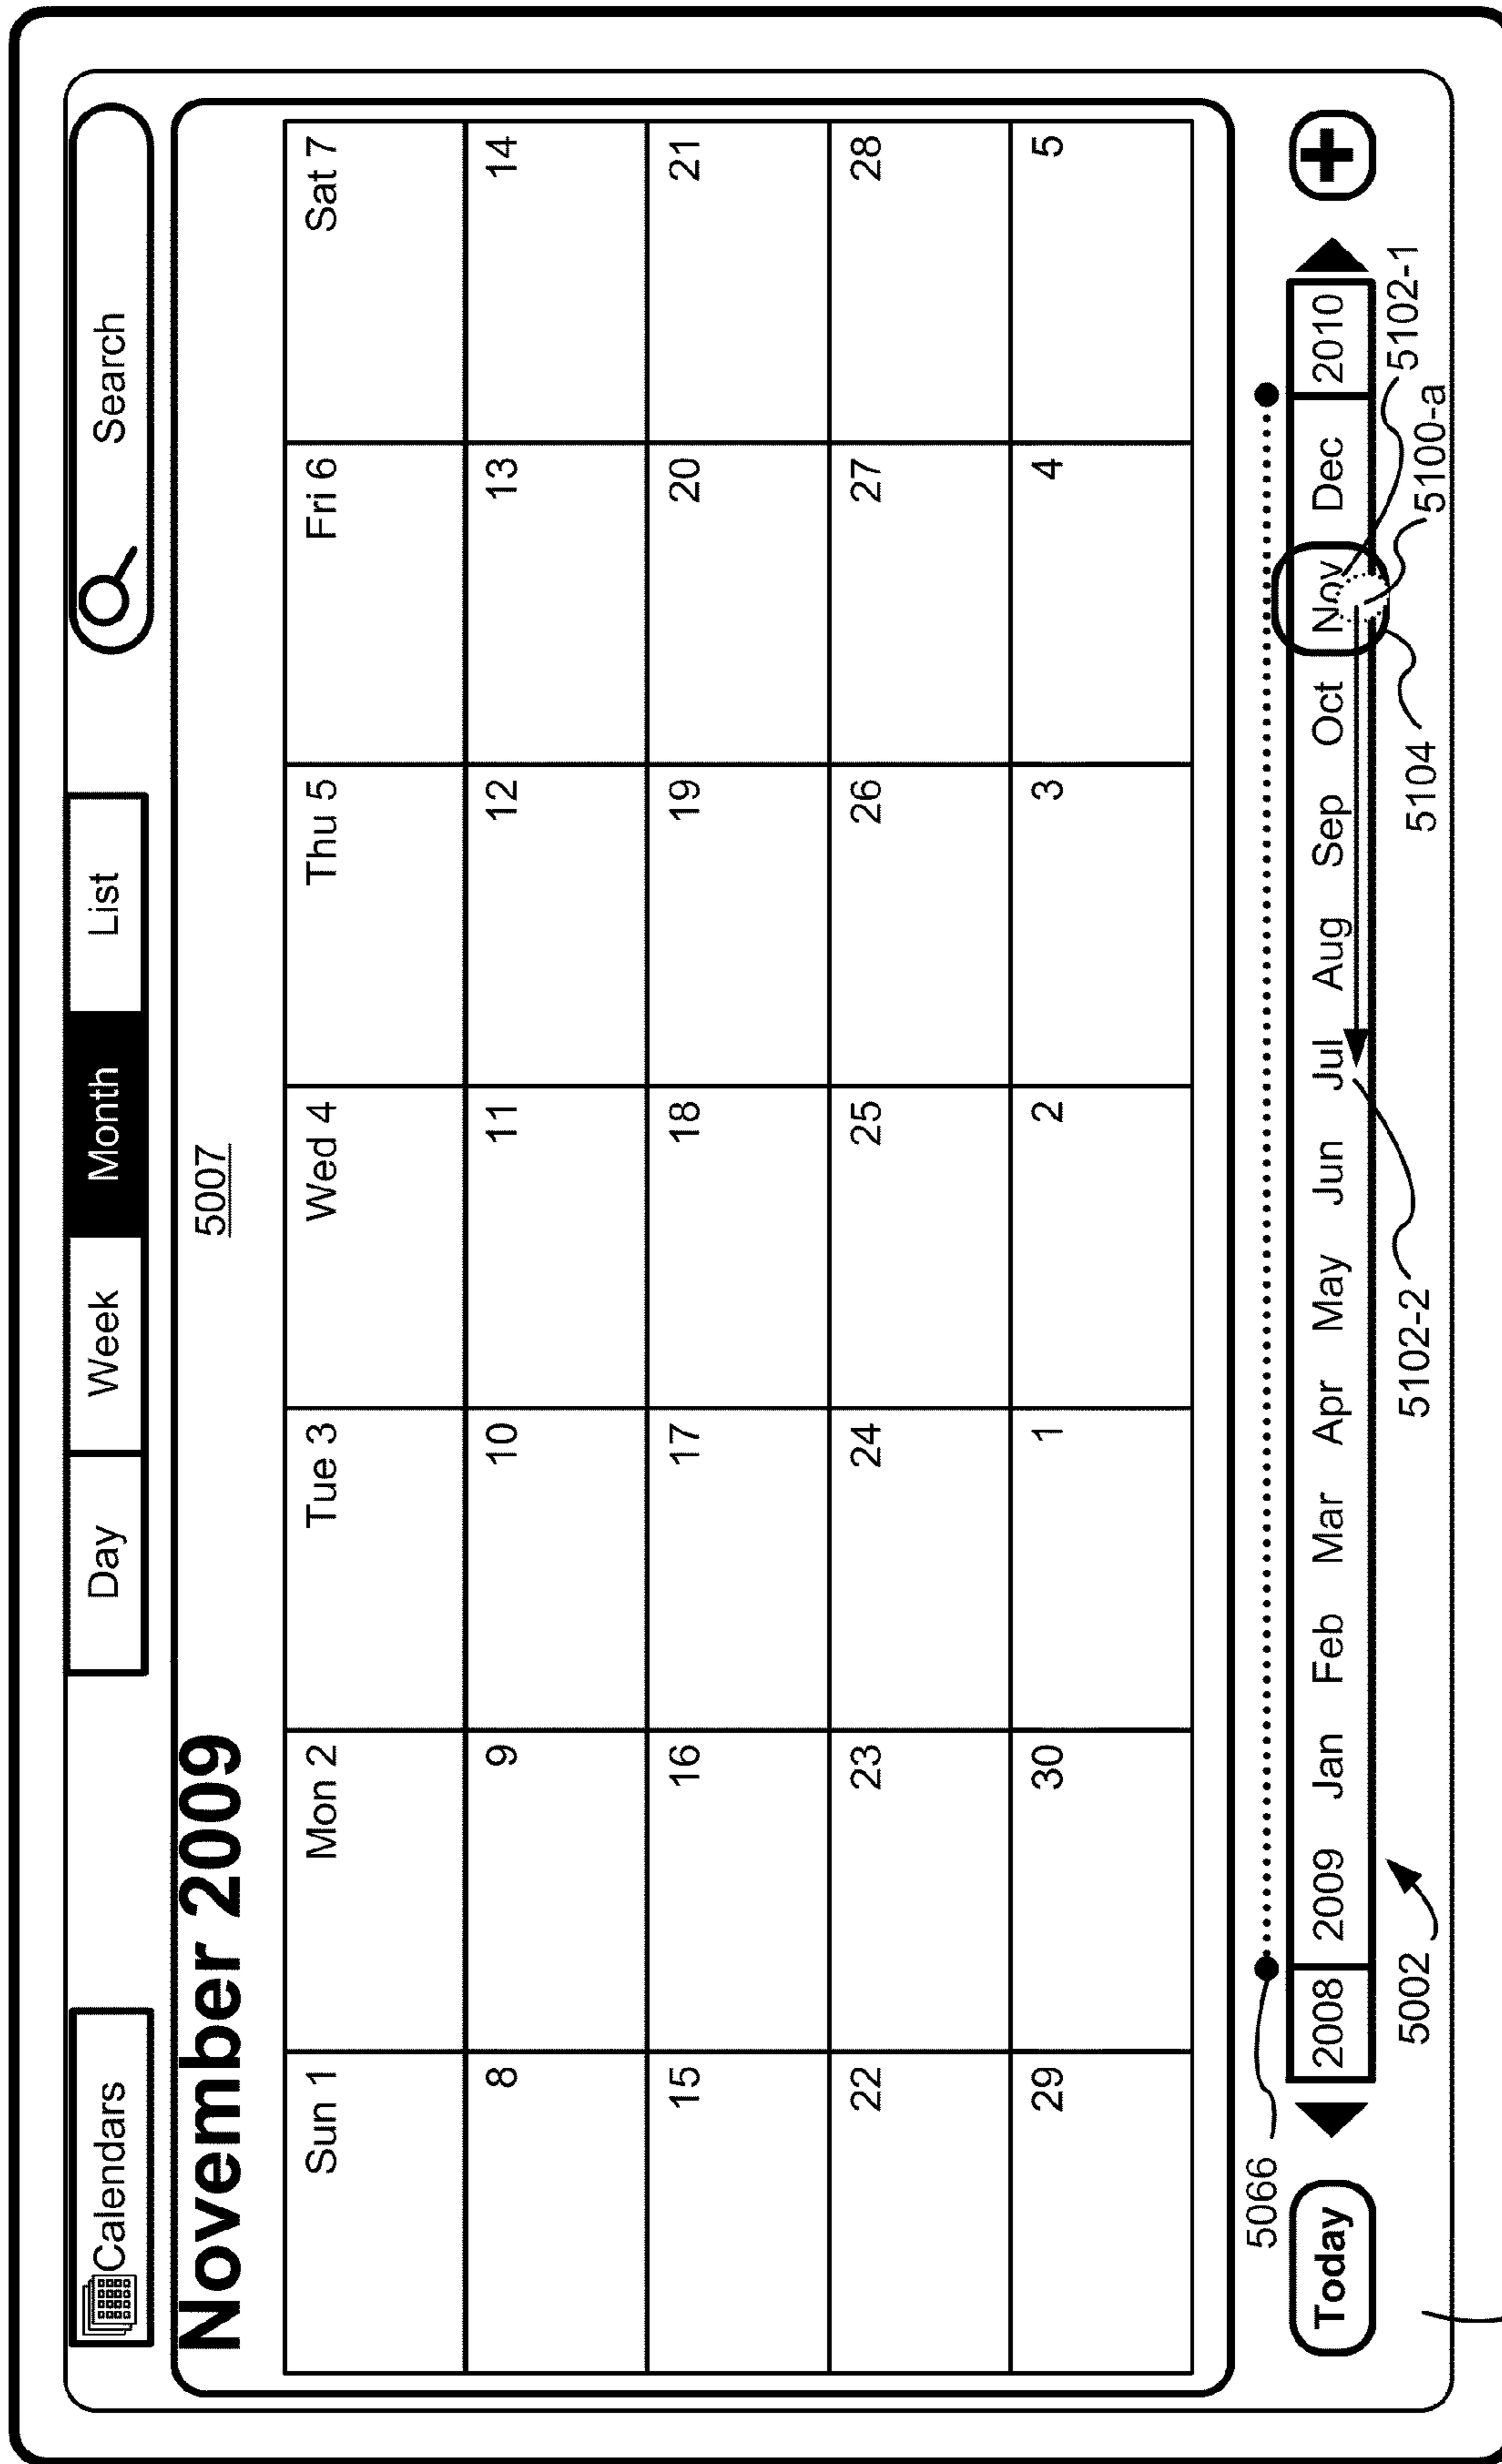 Calendars Day Week Month List Search
November 2009 5007
Sun 1 Mon 2 Tue 3 Wed 4 Thu 5 Fri 6 Sat 7
8 9 10 11 12 13 14
15 16 17 18 19 20 21
22 23 24 25 26 27 28
29 30 1 2 3 4 5
5066
Today 2008 2009 Jan Feb Mar Apr May Jun Jul Aug Sep Oct Nov Dec 2010 +
5002 5102-2 5104 5100-a 5102-1